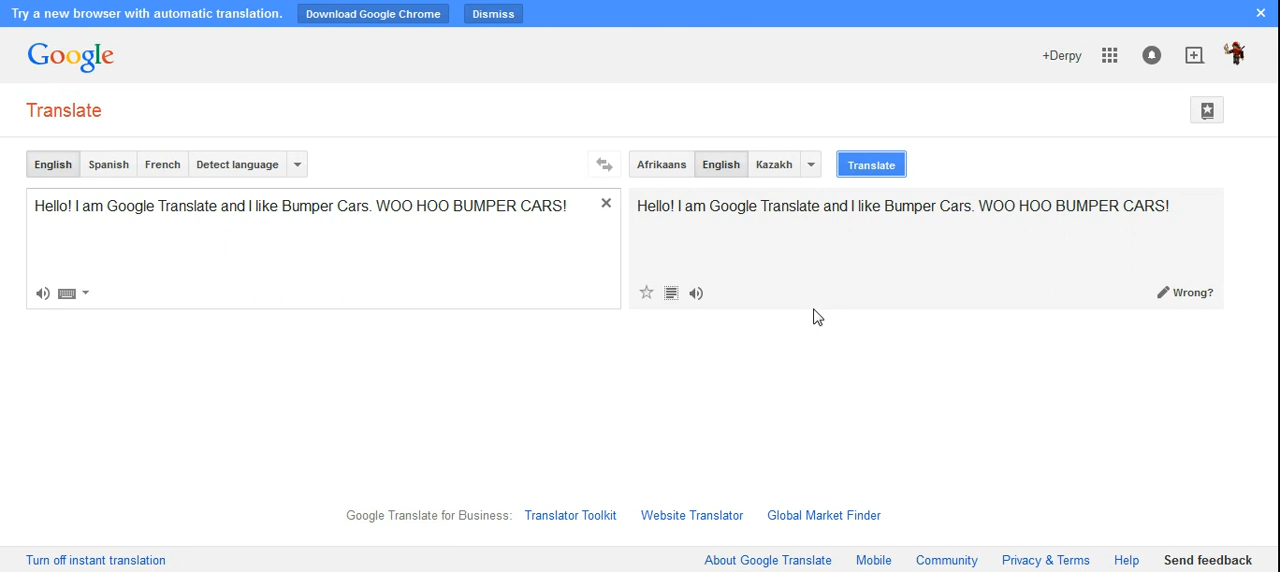 Try a new browser with automatic translation. Download Google Chrome Dismiss
Google
+Derpy
Translate
English Spanish French Detect language Afrikaans English Kazakh Translate
Hello! I am Google Translate and I like Bumper Cars. WOO HOO BUMPER CARS!
Hello! I am Google Translate and I like Bumper Cars. WOO HOO BUMPER CARS!
Wrong?
Google Translate for Business: Translator Toolkit Website Translator Global Market Finder
Turn off instant translation About Google Translate Mobile Community Privacy & Terms Help Send feedback